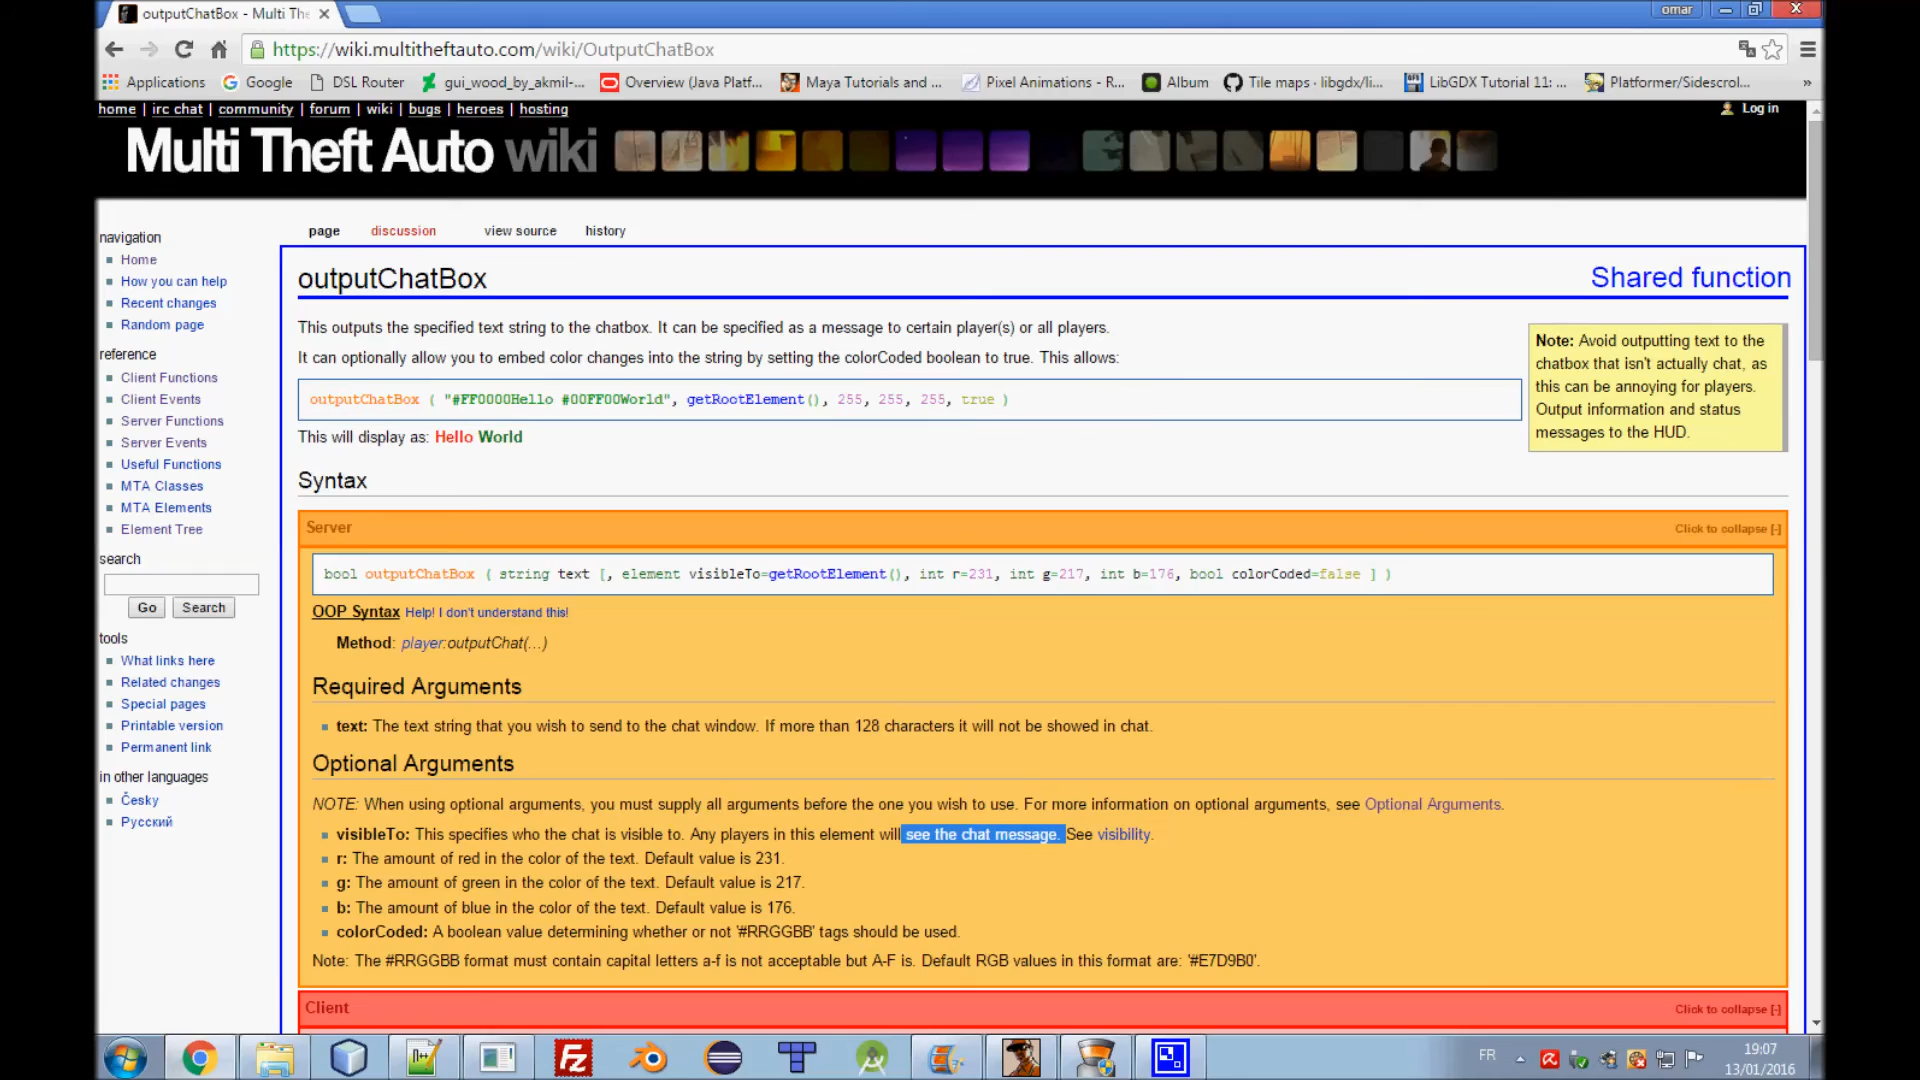 outputChatBox - Multi The
omar
https://wiki.multitheftauto.com/wiki/OutputChatBox
Applications
Google
DSL Router
gui_wood_by_akmil-...
Overview (Java Platf...
Maya Tutorials and ...
Pixel Animations - R...
Album
Tile maps · libgdx/li...
LibGDX Tutorial 11: ...
Platformer/Sidescrol...
»
home | irc chat | community | forum | wiki | bugs | heroes | hosting
Log in
Multi Theft Auto wiki
page
discussion
view source
history
navigation
Home
How you can help
Recent changes
Random page
reference
Client Functions
Client Events
Server Functions
Server Events
Useful Functions
MTA Classes
MTA Elements
Element Tree
search
Go
Search
tools
What links here
Related changes
Special pages
Printable version
Permanent link
in other languages
Česky
Русский
outputChatBox
Shared function
This outputs the specified text string to the chatbox. It can be specified as a message to certain player(s) or all players.
It can optionally allow you to embed color changes into the string by setting the colorCoded boolean to true. This allows:
outputChatBox ( "#FF0000Hello #00FF00World", getRootElement(), 255, 255, 255, true )
This will display as: Hello World
Note: Avoid outputting text to the
chatbox that isn't actually chat, as
this can be annoying for players.
Output information and status
messages to the HUD.
Syntax
Server
Click to collapse [-]
bool outputChatBox ( string text [, element visibleTo=getRootElement(), int r=231, int g=217, int b=176, bool colorCoded=false ] )
OOP Syntax Help! I don't understand this!
Method: player:outputChat(...)
Required Arguments
text: The text string that you wish to send to the chat window. If more than 128 characters it will not be showed in chat.
Optional Arguments
NOTE: When using optional arguments, you must supply all arguments before the one you wish to use. For more information on optional arguments, see Optional Arguments.
visibleTo: This specifies who the chat is visible to. Any players in this element will see the chat message. See visibility.
r: The amount of red in the color of the text. Default value is 231.
g: The amount of green in the color of the text. Default value is 217.
b: The amount of blue in the color of the text. Default value is 176.
colorCoded: A boolean value determining whether or not '#RRGGBB' tags should be used.
Note: The #RRGGBB format must contain capital letters a-f is not acceptable but A-F is. Default RGB values in this format are: '#E7D9B0'.
Client
Click to collapse [-]
FR
19:07
13/01/2016